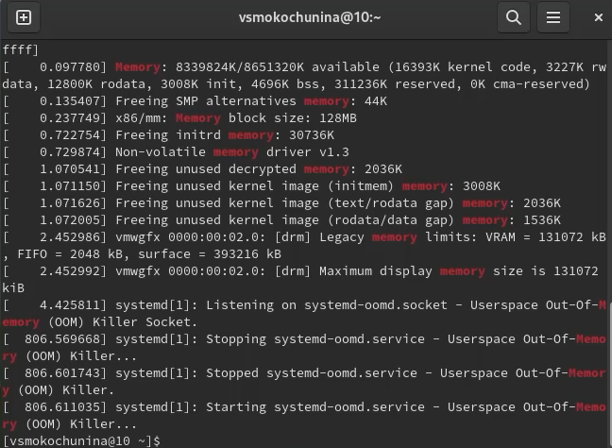 vsmokochunina@10:~
ffff]
[    0.097780] Memory: 8339824K/8651320K available (16393K kernel code, 3227K rw
data, 12800K rodata, 3008K init, 4696K bss, 311236K reserved, 0K cma-reserved)
[    0.135407] Freeing SMP alternatives memory: 44K
[    0.237749] x86/mm: Memory block size: 128MB
[    0.722754] Freeing initrd memory: 30736K
[    0.729874] Non-volatile memory driver v1.3
[    1.070541] Freeing unused decrypted memory: 2036K
[    1.071150] Freeing unused kernel image (initmem) memory: 3008K
[    1.071626] Freeing unused kernel image (text/rodata gap) memory: 2036K
[    1.072005] Freeing unused kernel image (rodata/data gap) memory: 1536K
[    2.452986] vmwgfx 0000:00:02.0: [drm] Legacy memory limits: VRAM = 131072 kB
, FIFO = 2048 kB, surface = 393216 kB
[    2.452992] vmwgfx 0000:00:02.0: [drm] Maximum display memory size is 131072
kiB
[    4.425811] systemd[1]: Listening on systemd-oomd.socket - Userspace Out-Of-M
emory (OOM) Killer Socket.
[  806.569668] systemd[1]: Stopping systemd-oomd.service - Userspace Out-Of-Memo
ry (OOM) Killer...
[  806.601743] systemd[1]: Stopped systemd-oomd.service - Userspace Out-Of-Memor
y (OOM) Killer.
[  806.611035] systemd[1]: Starting systemd-oomd.service - Userspace Out-Of-Memo
ry (OOM) Killer...
[vsmokochunina@10 ~]$